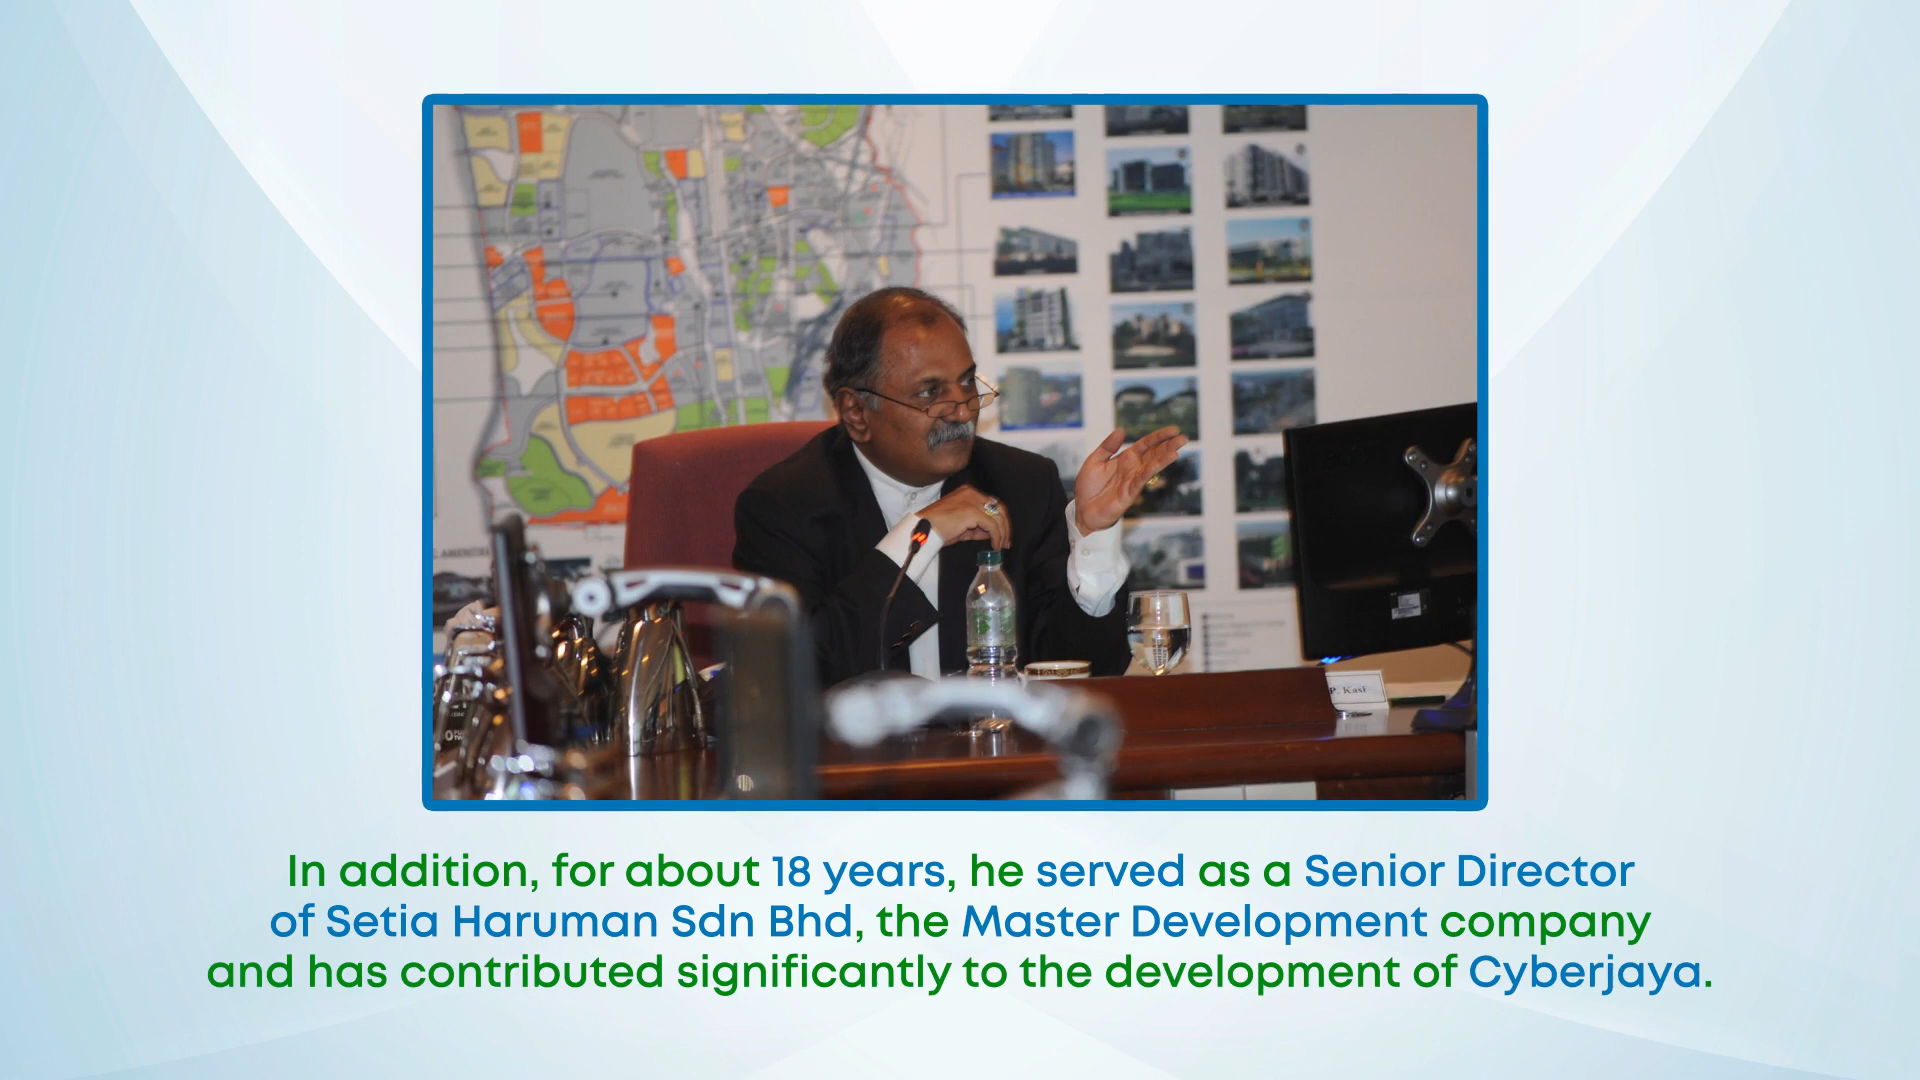 P. Kasi
In addition, for about 18 years, he served as a Senior Director
of Setia Haruman Sdn Bhd, the Master Development company
and has contributed significantly to the development of Cyberjaya.